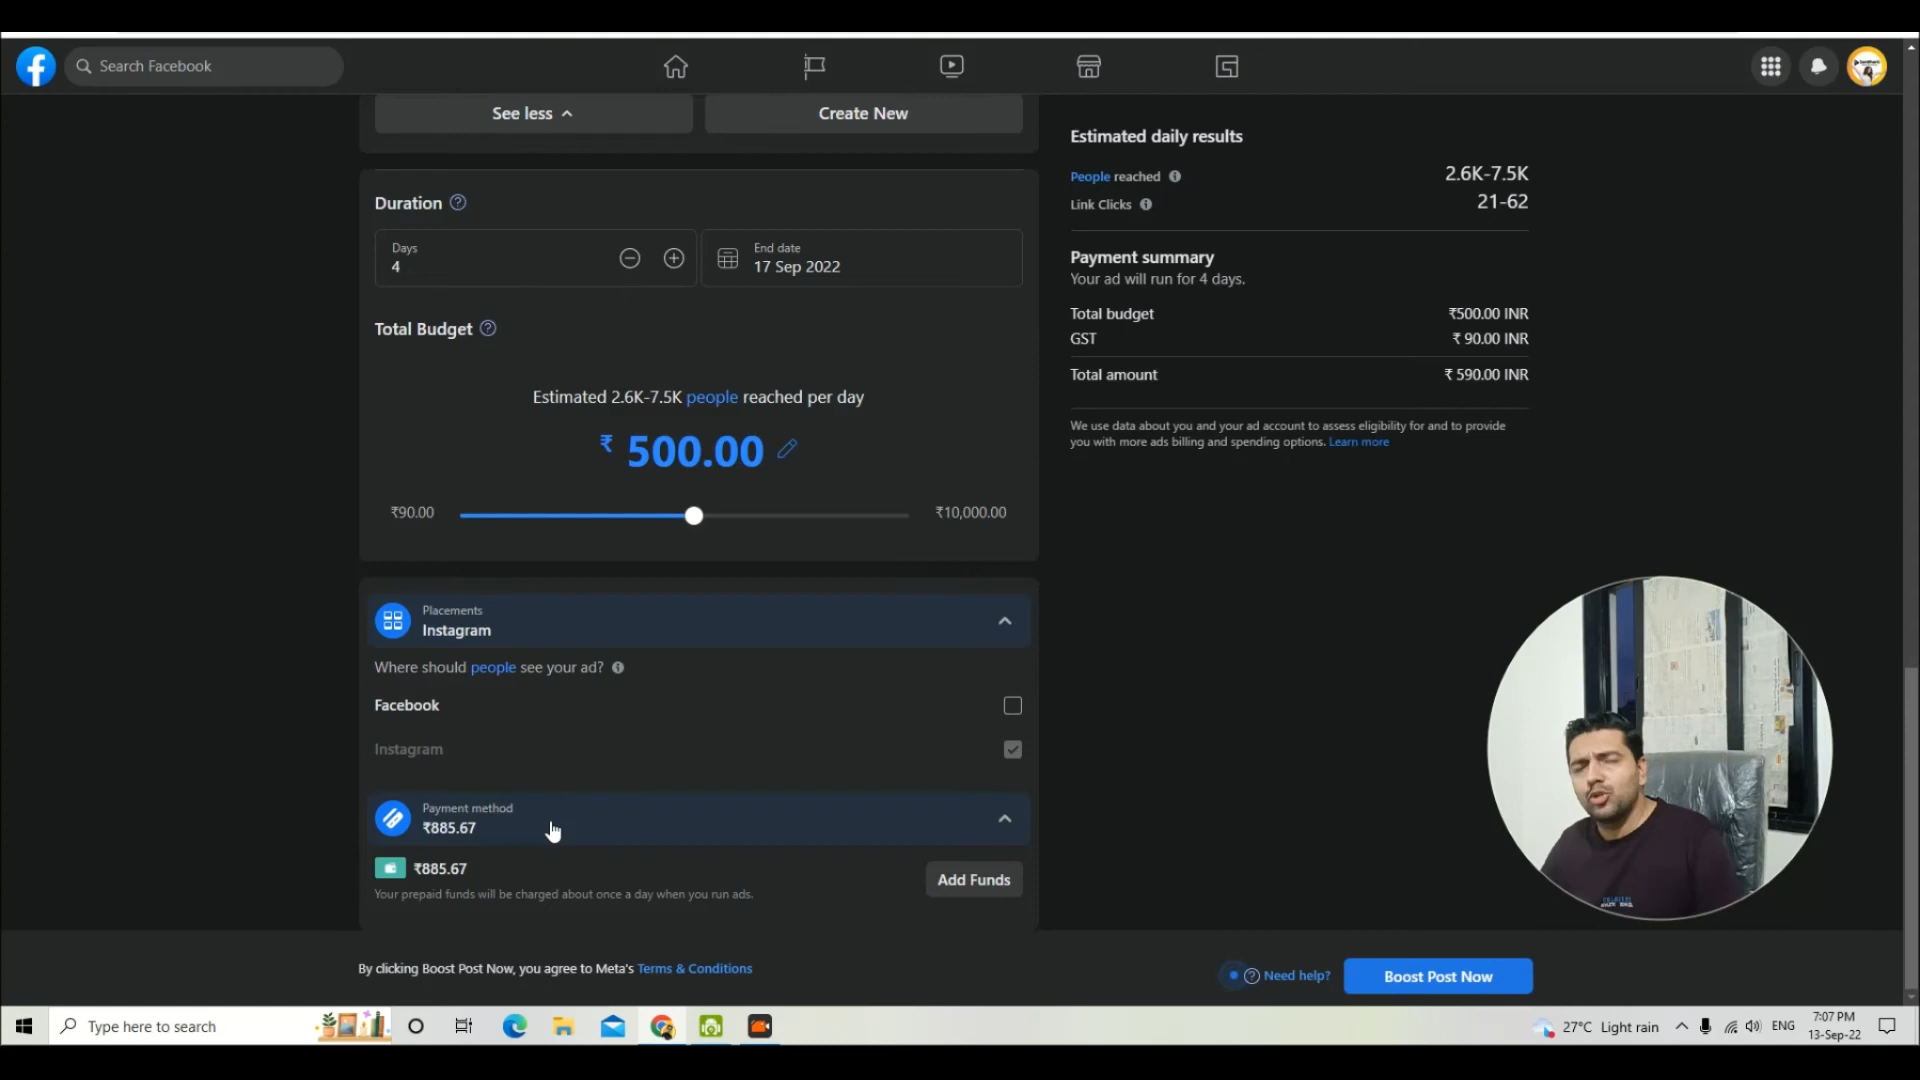 Search Facebook
See less
Create New
Duration
Days
4
End date
17 Sep 2022
Total Budget
Estimated 2.6K-7.5K people reached per day
₹ 500.00
₹90.00
₹10,000.00
Placements
Instagram
Where should people see your ad?
Facebook
Instagram
Payment method
₹885.67
₹885.67
Your prepaid funds will be charged about once a day when you run ads.
Add Funds
Estimated daily results
People reached 2.6K-7.5K
Link Clicks 21-62
Payment summary
Your ad will run for 4 days.
Total budget ₹500.00 INR
GST ₹ 90.00 INR
Total amount ₹ 590.00 INR
We use data about you and your ad account to assess eligibility for and to provide
you with more ads billing and spending options. Learn more
By clicking Boost Post Now, you agree to Meta's Terms & Conditions
Need help?
Boost Post Now
Type here to search
27°C Light rain
ENG
7:07 PM
13-Sep-22